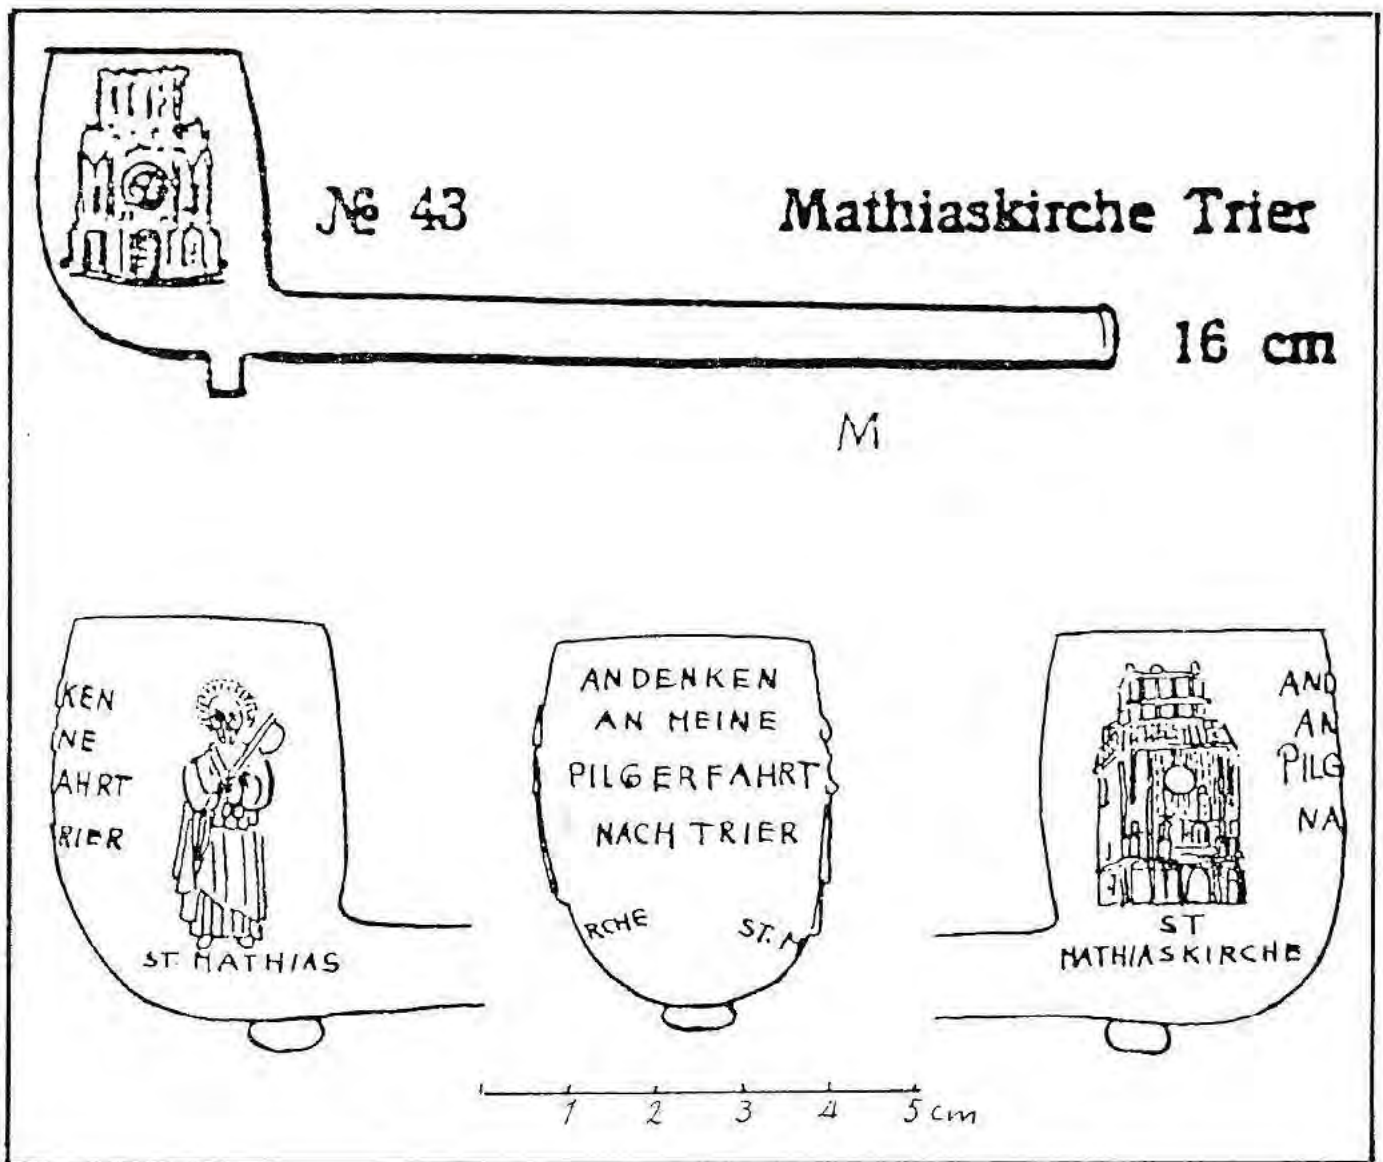 № 43
Mathiaskirche Trier
16 cm
M
KEN
NE
AHRT
RIER
ST. MATHIAS
ANDENKEN
AN MEINE
PILGERFAHRT
NACH TRIER
RCHE
ST. M
AND
AN
PILG
NA
ST
MATHIASKIRCHE
1 2 3 4 5 cm